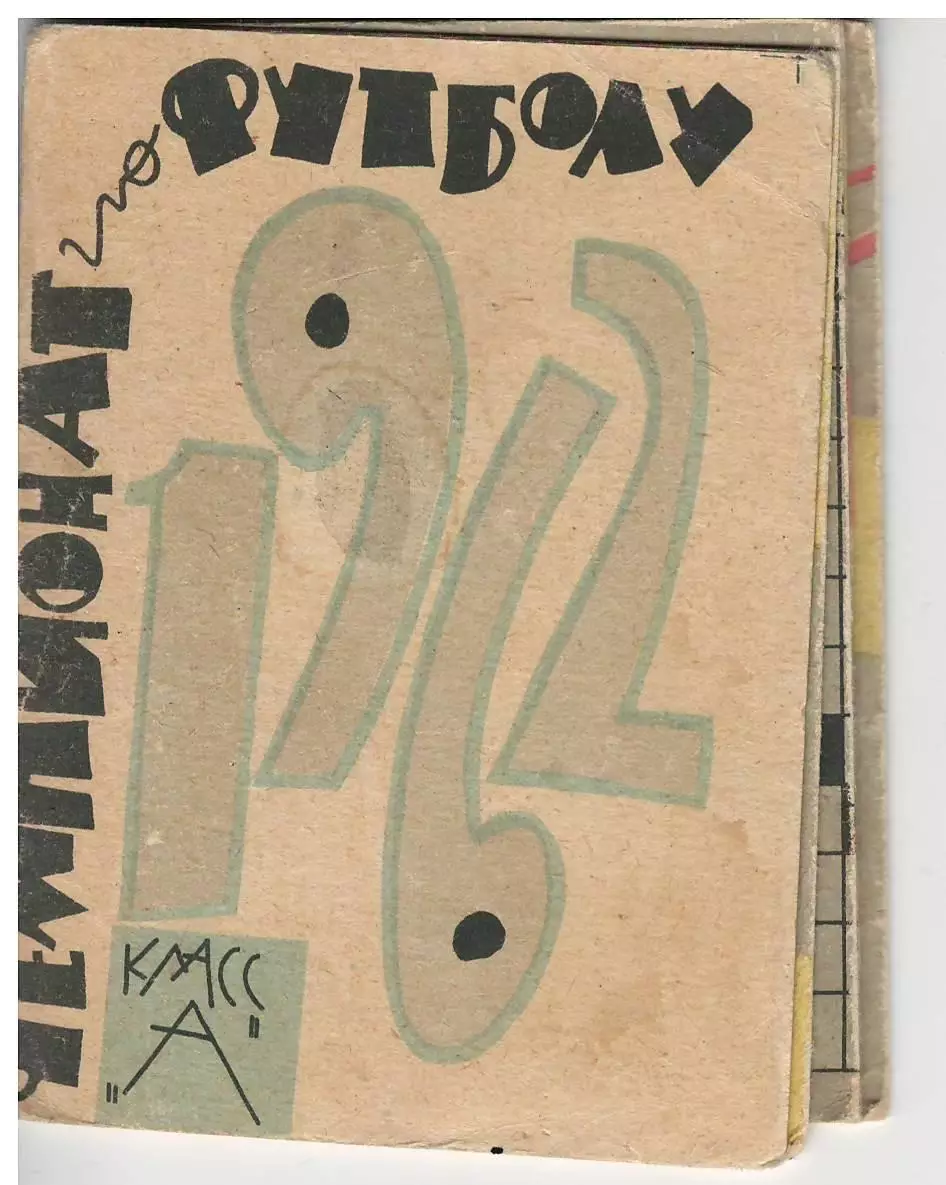 ЧЕМПИОНАТ
по
ФУТБОЛУ
1962
КЛАСС
"А"